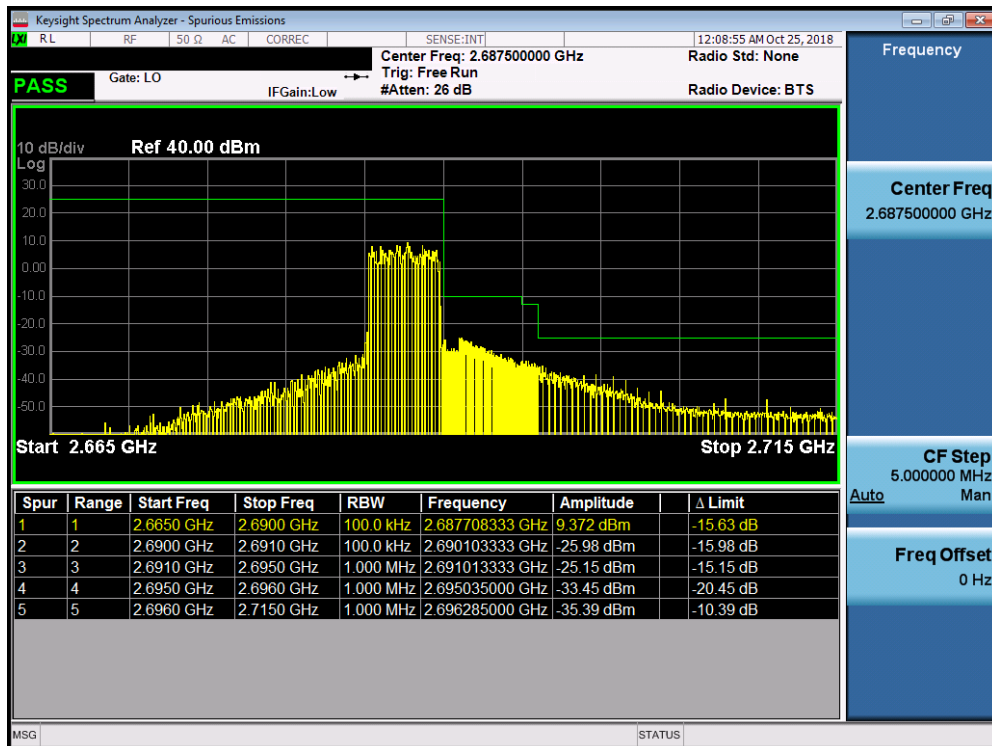 Keysight Spectrum Analyzer - Spurious Emissions
LXI RL RF 50 Ω AC CORREC SENSE:INT 12:08:55 AM Oct 25, 2018
Center Freq: 2.687500000 GHz Radio Std: None
Gate: LO Trig: Free Run
PASS IFGain:Low #Atten: 26 dB Radio Device: BTS
10 dB/div Ref 40.00 dBm
Log
30.0
20.0
10.0
0.00
-10.0
-20.0
-30.0
-40.0
-50.0
Start 2.665 GHz Stop 2.715 GHz
Spur Range Start Freq Stop Freq RBW Frequency Amplitude Δ Limit
1 1 2.6650 GHz 2.6900 GHz 100.0 kHz 2.687708333 GHz 9.372 dBm -15.63 dB
2 2 2.6900 GHz 2.6910 GHz 100.0 kHz 2.690103333 GHz -25.98 dBm -15.98 dB
3 3 2.6910 GHz 2.6950 GHz 1.000 MHz 2.691013333 GHz -25.15 dBm -15.15 dB
4 4 2.6950 GHz 2.6960 GHz 1.000 MHz 2.695035000 GHz -33.45 dBm -20.45 dB
5 5 2.6960 GHz 2.7150 GHz 1.000 MHz 2.696285000 GHz -35.39 dBm -10.39 dB
Frequency
Center Freq
2.687500000 GHz
CF Step
5.000000 MHz
Auto Man
Freq Offset
0 Hz
MSG STATUS